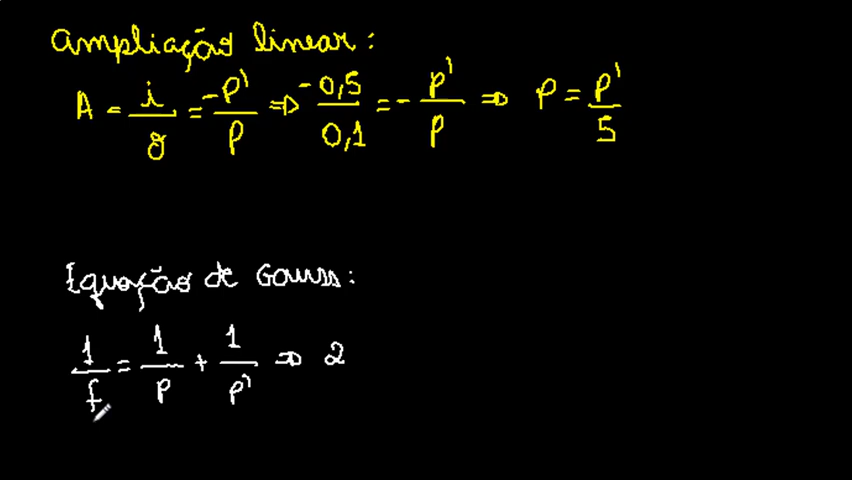 Ampliação linear:
A = i/o = -P'/P ⇒ -0,5/0,1 = - P'/P ⇒ P = P'/5
Equação de Gauss:
1/f = 1/P + 1/P' ⇒ 2